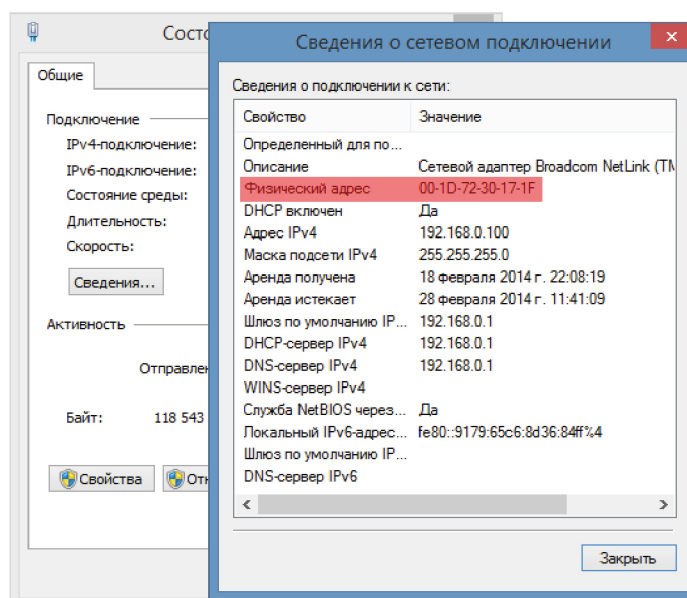 Состо
Общие
Подключение
IPv4-подключение:
IPv6-подключение:
Состояние среды:
Длительность:
Скорость:
Сведения...
Активность
Отправлен
Байт: 118 543
Свойства
Отк
Сведения о сетевом подключении
Сведения о подключении к сети:
Свойство Значение
Определенный для по...
Описание Сетевой адаптер Broadcom NetLink (TM
Физический адрес 00-1D-72-30-17-1F
DHCP включен Да
Адрес IPv4 192.168.0.100
Маска подсети IPv4 255.255.255.0
Аренда получена 18 февраля 2014 г. 22:08:19
Аренда истекает 28 февраля 2014 г. 11:41:09
Шлюз по умолчанию IP... 192.168.0.1
DHCP-сервер IPv4 192.168.0.1
DNS-сервер IPv4 192.168.0.1
WINS-сервер IPv4
Служба NetBIOS через... Да
Локальный IPv6-адрес... fe80::9179:65c6:8d36:84ff%4
Шлюз по умолчанию IP...
DNS-сервер IPv6
Закрыть